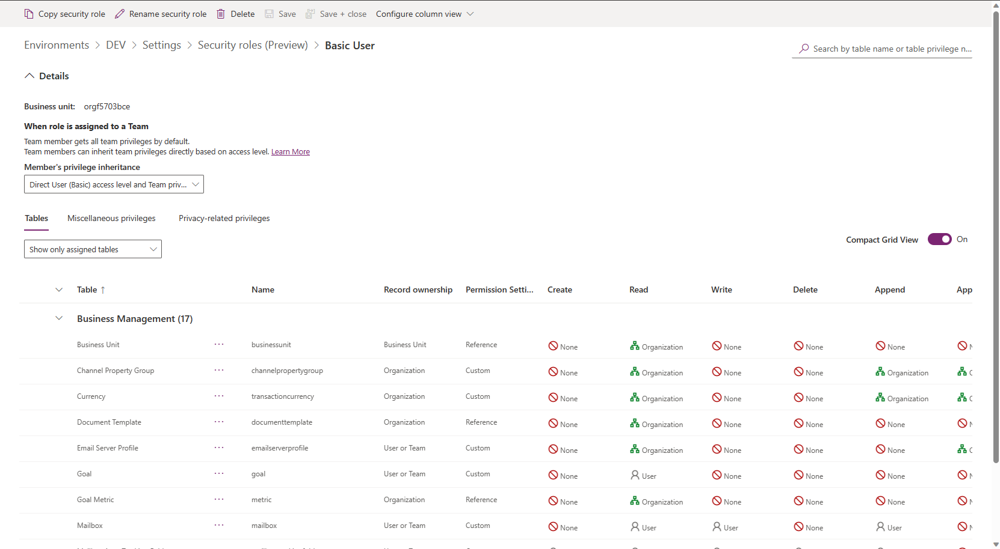 Copy security role Rename security role Delete Save Save + close Configure column view
Environments > DEV > Settings > Security roles (Preview) > Basic User
Search by table name or table privilege n...
Details
Business unit: orgf5703bce
When role is assigned to a Team
Team member gets all team privileges by default.
Team members can inherit team privileges directly based on access level. Learn More
Member's privilege inheritance
Direct User (Basic) access level and Team priv...
Tables Miscellaneous privileges Privacy-related privileges
Compact Grid View On
Show only assigned tables
Table ↑ Name Record ownership Permission Setti... Create Read Write Delete Append App
Business Management (17)
Business Unit ... businessunit Business Unit Reference None Organization None None None
Channel Property Group ... channelpropertygroup Organization Custom None Organization None None Organization
Currency ... transactioncurrency Organization Custom None Organization None None Organization
Document Template ... documenttemplate Organization Reference None Organization None None None
Email Server Profile ... emailserverprofile User or Team Custom None Organization None None None
Goal ... goal User or Team Custom None User None None None
Goal Metric ... metric Organization Reference None Organization None None None
Mailbox ... mailbox User or Team Custom None User User None User